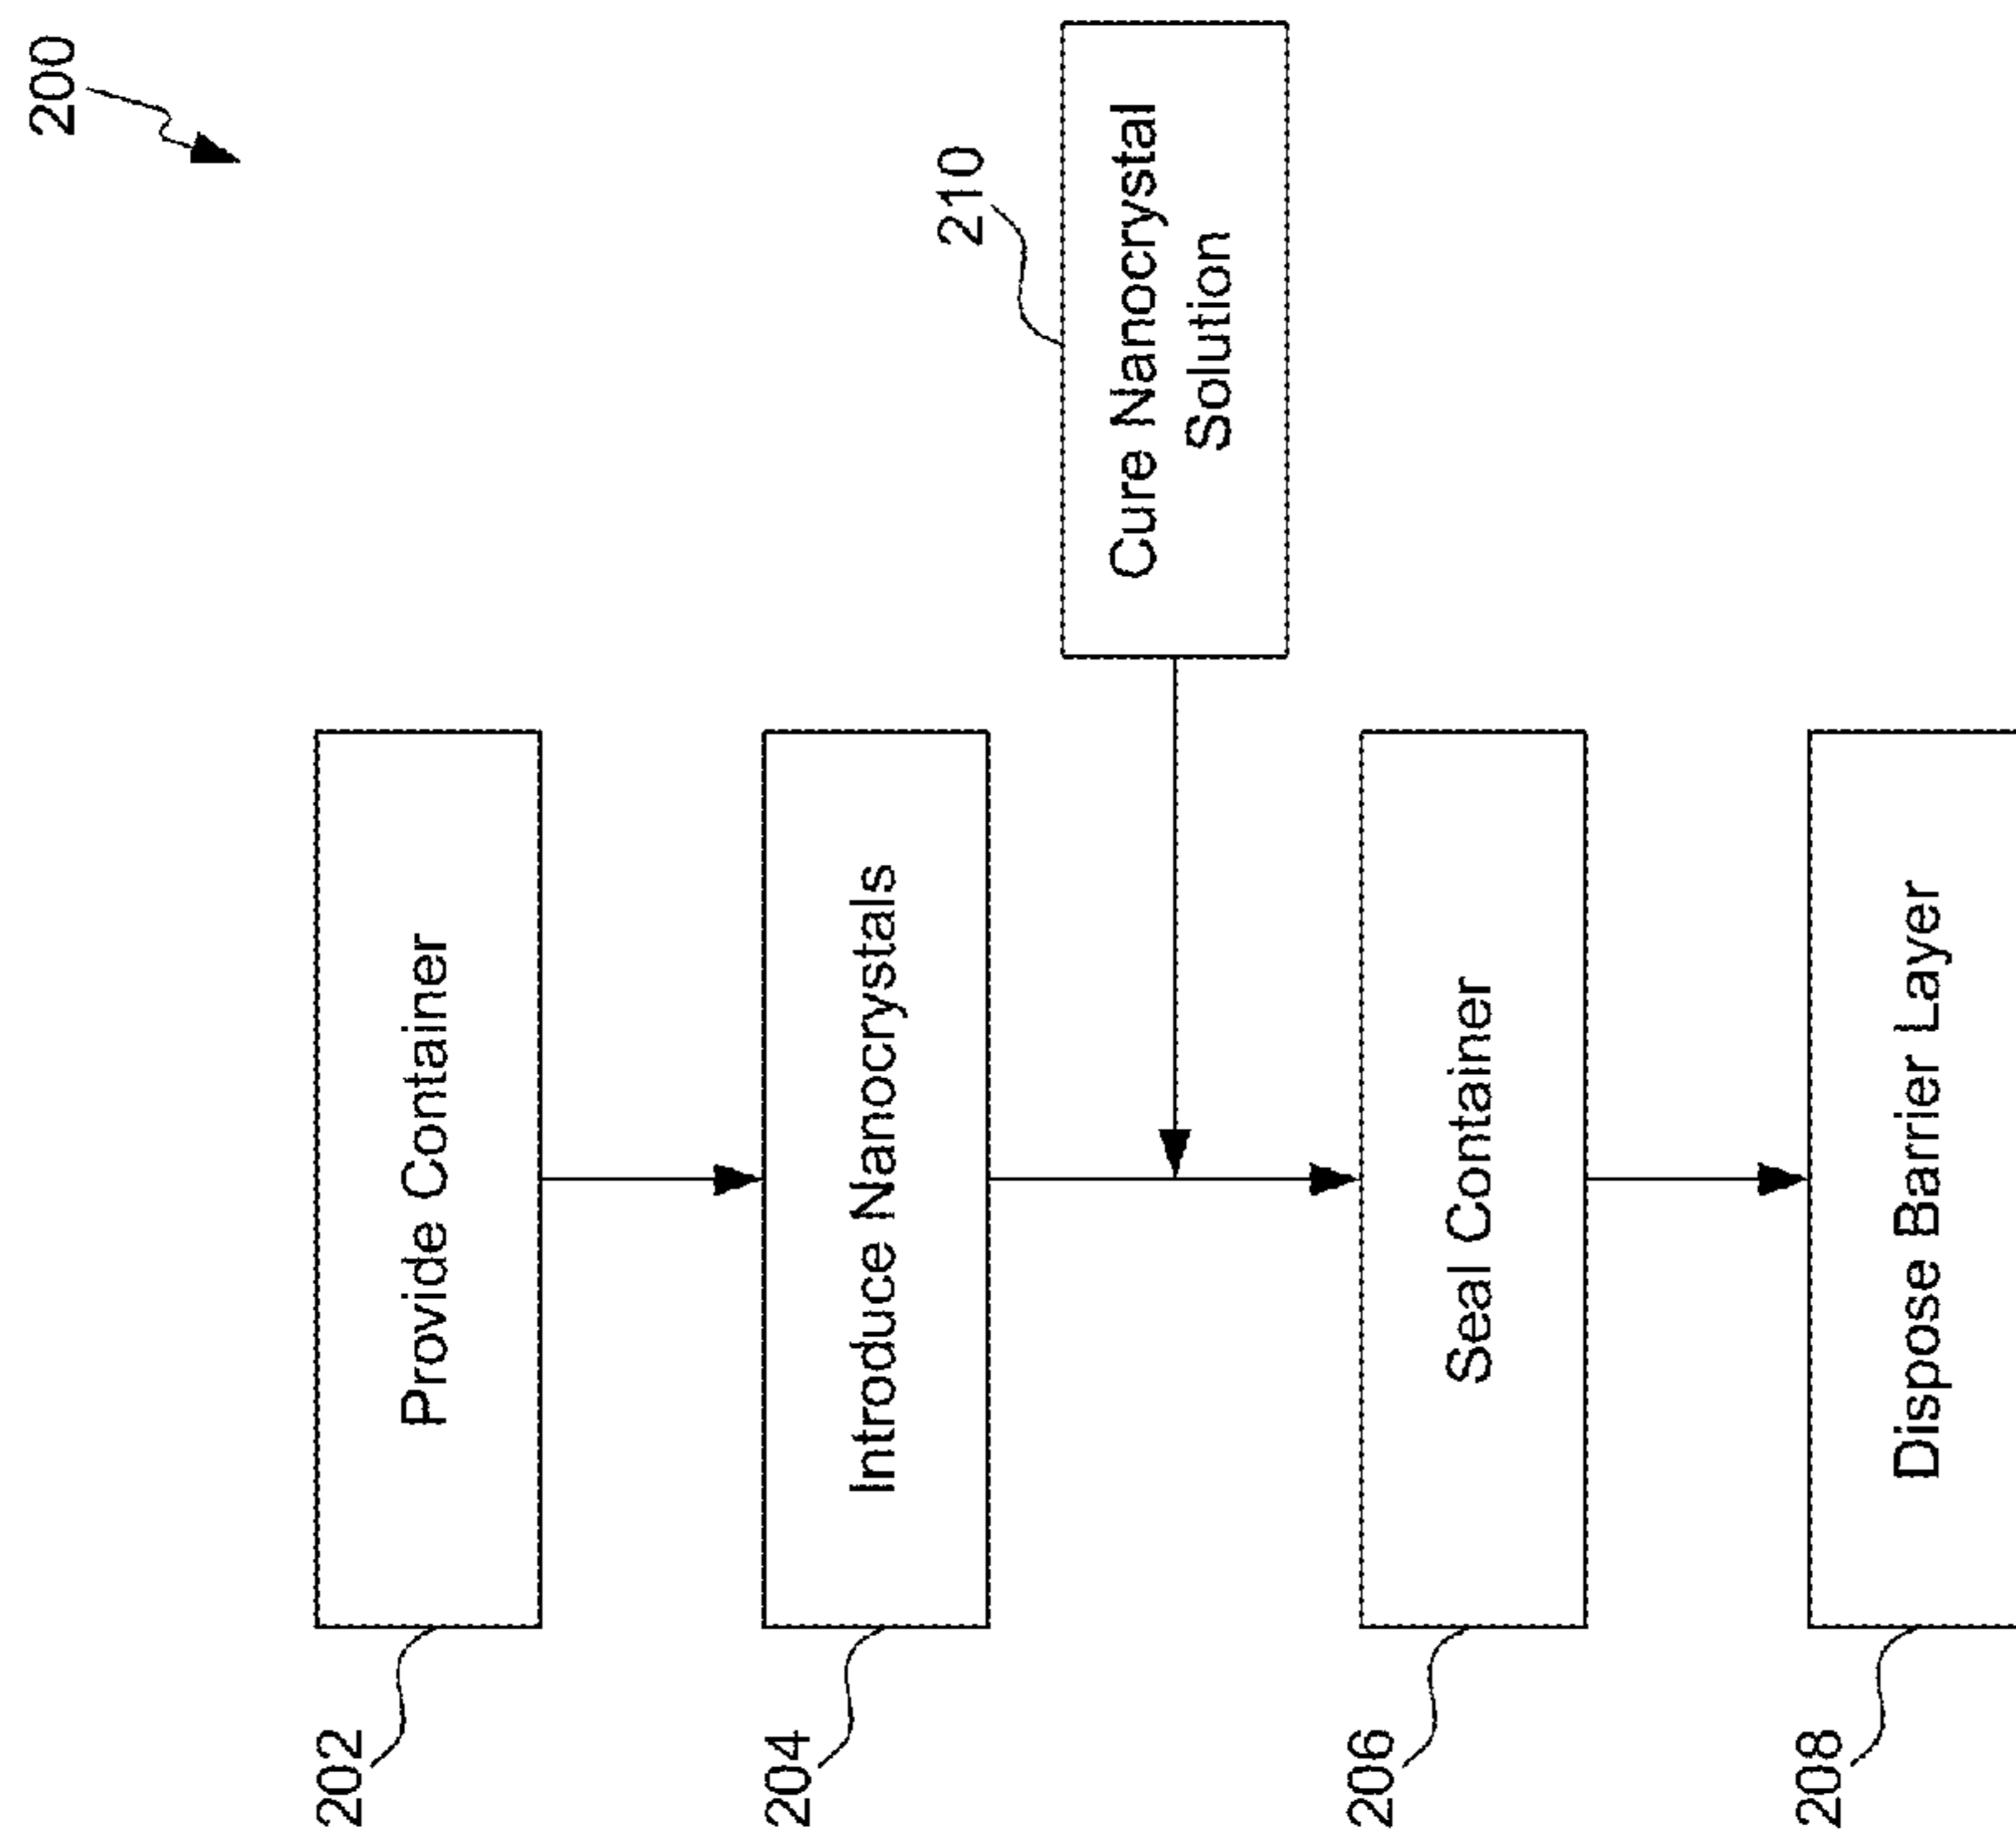 200
202
Provide Container
204
Introduce Nanocrystals
210
Cure Nanocrystal
Solution
206
Seal Container
208
Dispose Barrier Layer